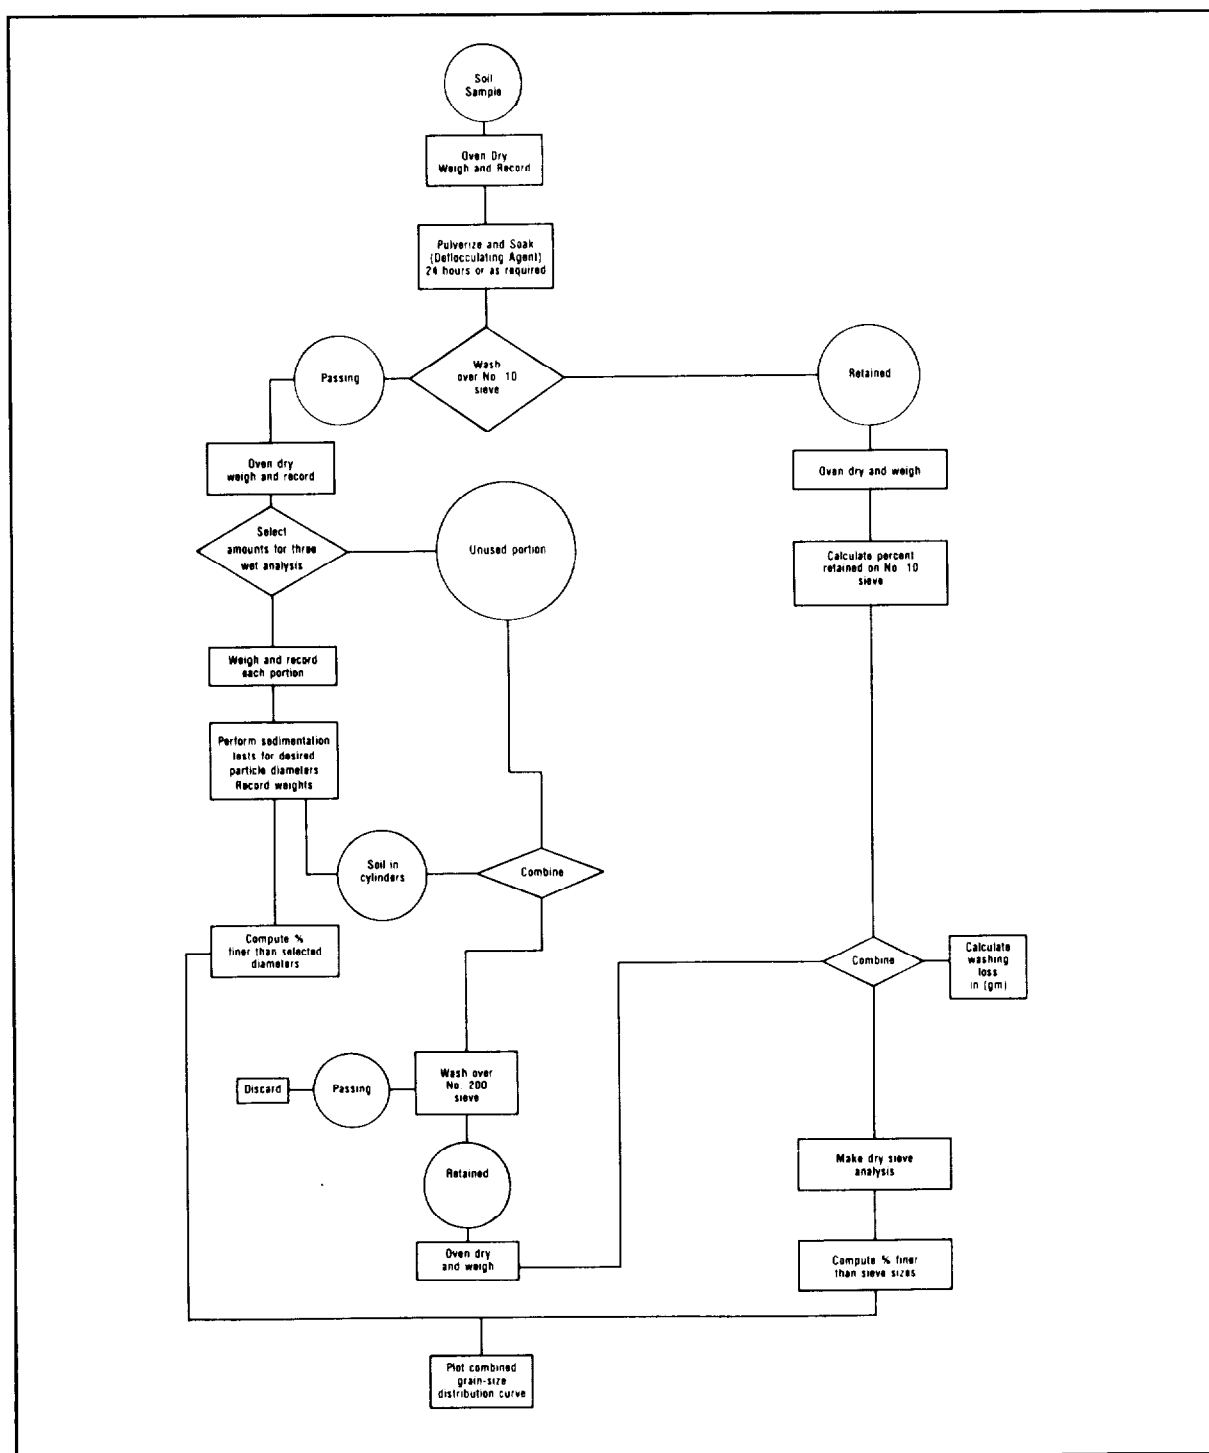 Soil
Sample
Oven Dry
Weigh and Record
Pulverize and Soak
(Deflocculating Agent)
24 hours or as required
Wash
over No. 10
sieve
Passing
Retained
Oven dry
weigh and record
Oven dry and weigh
Select
amounts for three
wet analysis
Unused portion
Calculate percent
retained on No. 10
sieve
Weigh and record
each portion
Perform sedimentation
tests for desired
particle diameters
Record weights
Soil in
cylinders
Combine
Compute %
finer than selected
diameters
Combine
Calculate
washing
loss
in (gm)
Discard
Passing
Wash over
No. 200
sieve
Retained
Make dry sieve
analysis
Oven dry
and weigh
Compute % finer
than sieve sizes
Plot combined
grain-size
distribution curve